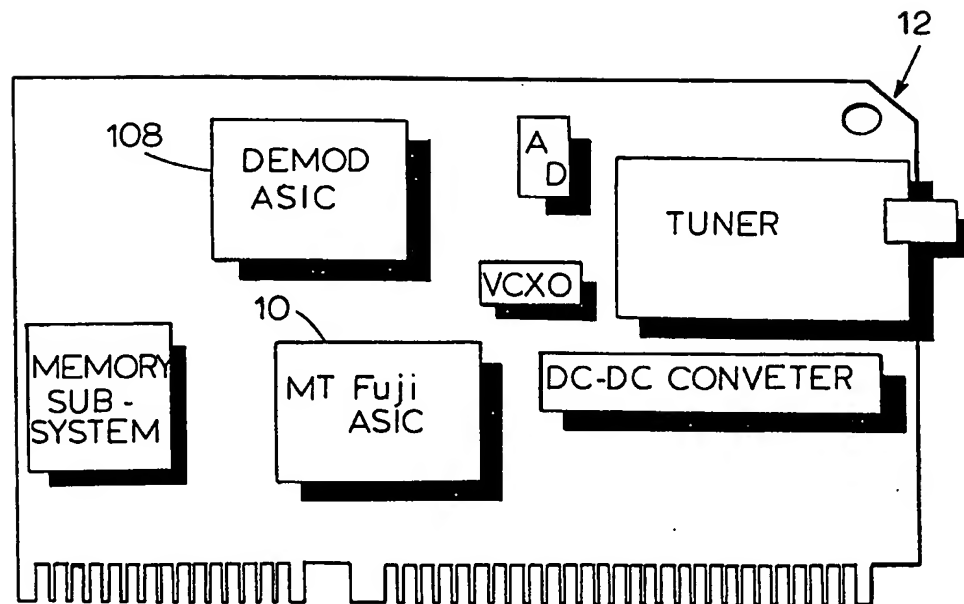 12
108
DEMOD
ASIC
A
D
TUNER
VCXO
10
MEMORY
SUB-
SYSTEM
MT Fuji
ASIC
DC-DC CONVETER